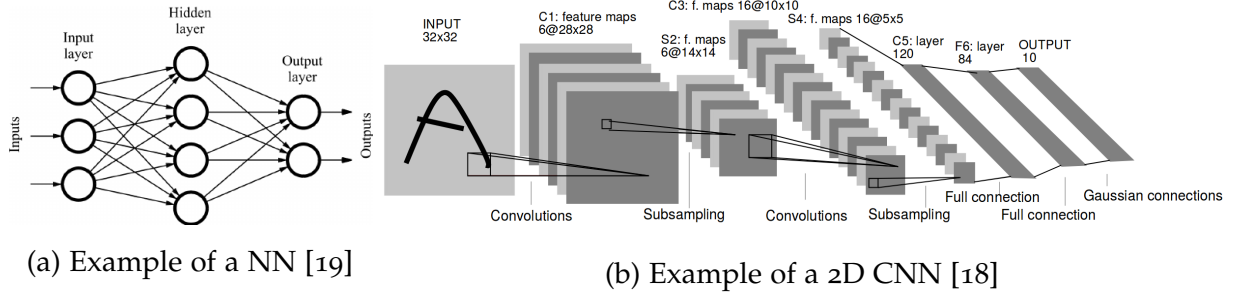 Hidden
layer
Input
layer
Output
layer
Inputs
Outputs
(a) Example of a NN [19]
INPUT
32x32
C1: feature maps
6@28x28
S2: f. maps
6@14x14
C3: f. maps 16@10x10
S4: f. maps 16@5x5
C5: layer
120
F6: layer
84
OUTPUT
10
Convolutions
Subsampling
Convolutions
Subsampling
Full connection
Full connection
Gaussian connections
(b) Example of a 2D CNN [18]